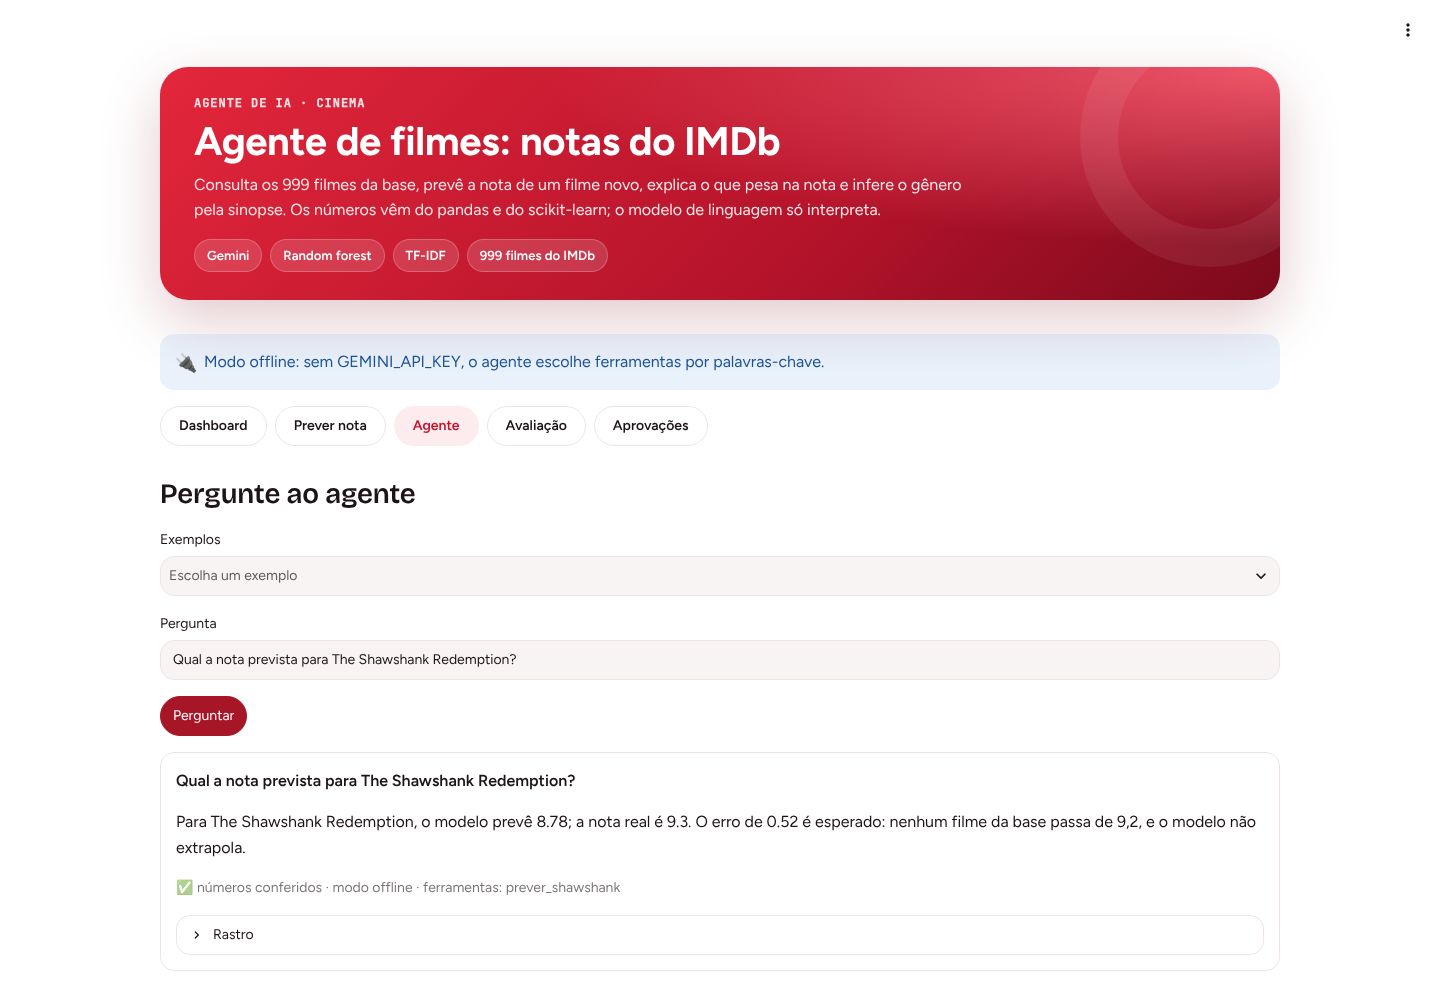 AGENTE DE IA · CINEMA
Agente de filmes: notas do IMDb
Consulta os 999 filmes da base, prevê a nota de um filme novo, explica o que pesa na nota e infere o gênero
pela sinopse. Os números vêm do pandas e do scikit-learn; o modelo de linguagem só interpreta.
Gemini Random forest TF-IDF 999 filmes do IMDb
Modo offline: sem GEMINI_API_KEY, o agente escolhe ferramentas por palavras-chave.
Dashboard Prever nota Agente Avaliação Aprovações
Pergunte ao agente
Exemplos
Escolha um exemplo
Pergunta
Qual a nota prevista para The Shawshank Redemption?
Perguntar
Qual a nota prevista para The Shawshank Redemption?
Para The Shawshank Redemption, o modelo prevê 8.78; a nota real é 9.3. O erro de 0.52 é esperado: nenhum filme da base passa de 9,2, e o modelo não
extrapola.
✅ números conferidos · modo offline · ferramentas: prever_shawshank
Rastro